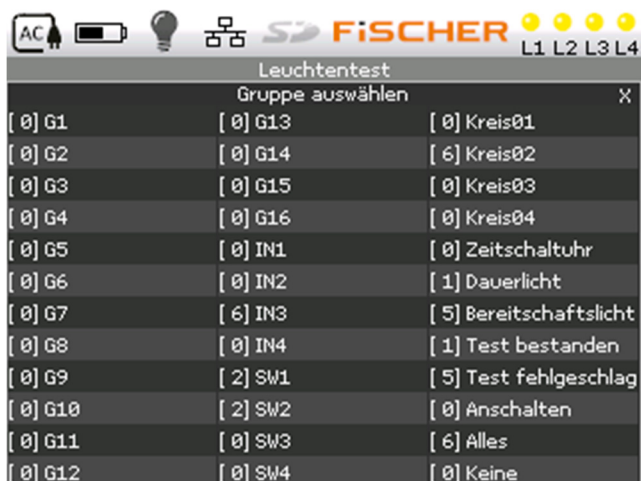 AC
SD FiSCHER
L1 L2 L3 L4
Leuchtentest
Gruppe auswählen X
[ 0] G1 [ 0] G13 [ 0] Kreis01
[ 0] G2 [ 0] G14 [ 6] Kreis02
[ 0] G3 [ 0] G15 [ 0] Kreis03
[ 0] G4 [ 0] G16 [ 0] Kreis04
[ 0] G5 [ 0] IN1 [ 0] Zeitschaltuhr
[ 0] G6 [ 0] IN2 [ 1] Dauerlicht
[ 0] G7 [ 6] IN3 [ 5] Bereitschaftslicht
[ 0] G8 [ 0] IN4 [ 1] Test bestanden
[ 0] G9 [ 2] SW1 [ 5] Test fehlgeschlag
[ 0] G10 [ 2] SW2 [ 0] Anschalten
[ 0] G11 [ 0] SW3 [ 6] Alles
[ 0] G12 [ 0] SW4 [ 0] Keine